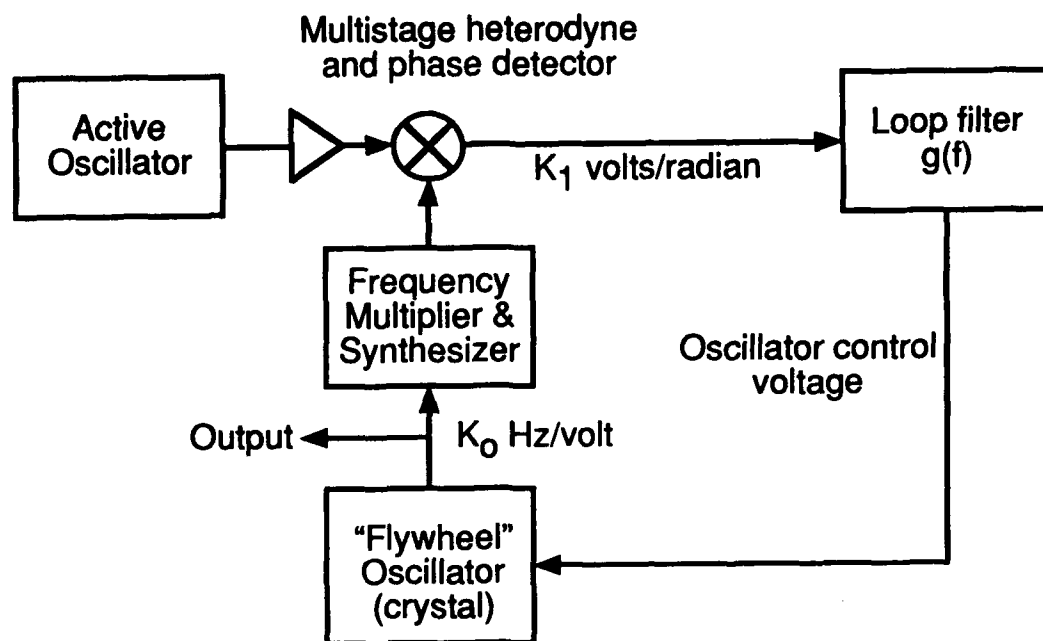 Multistage heterodyne
and phase detector
Active
Oscillator
K1 volts/radian
Loop filter
g(f)
Frequency
Multiplier &
Synthesizer
Oscillator control
voltage
Output
Ko Hz/volt
“Flywheel”
Oscillator
(crystal)